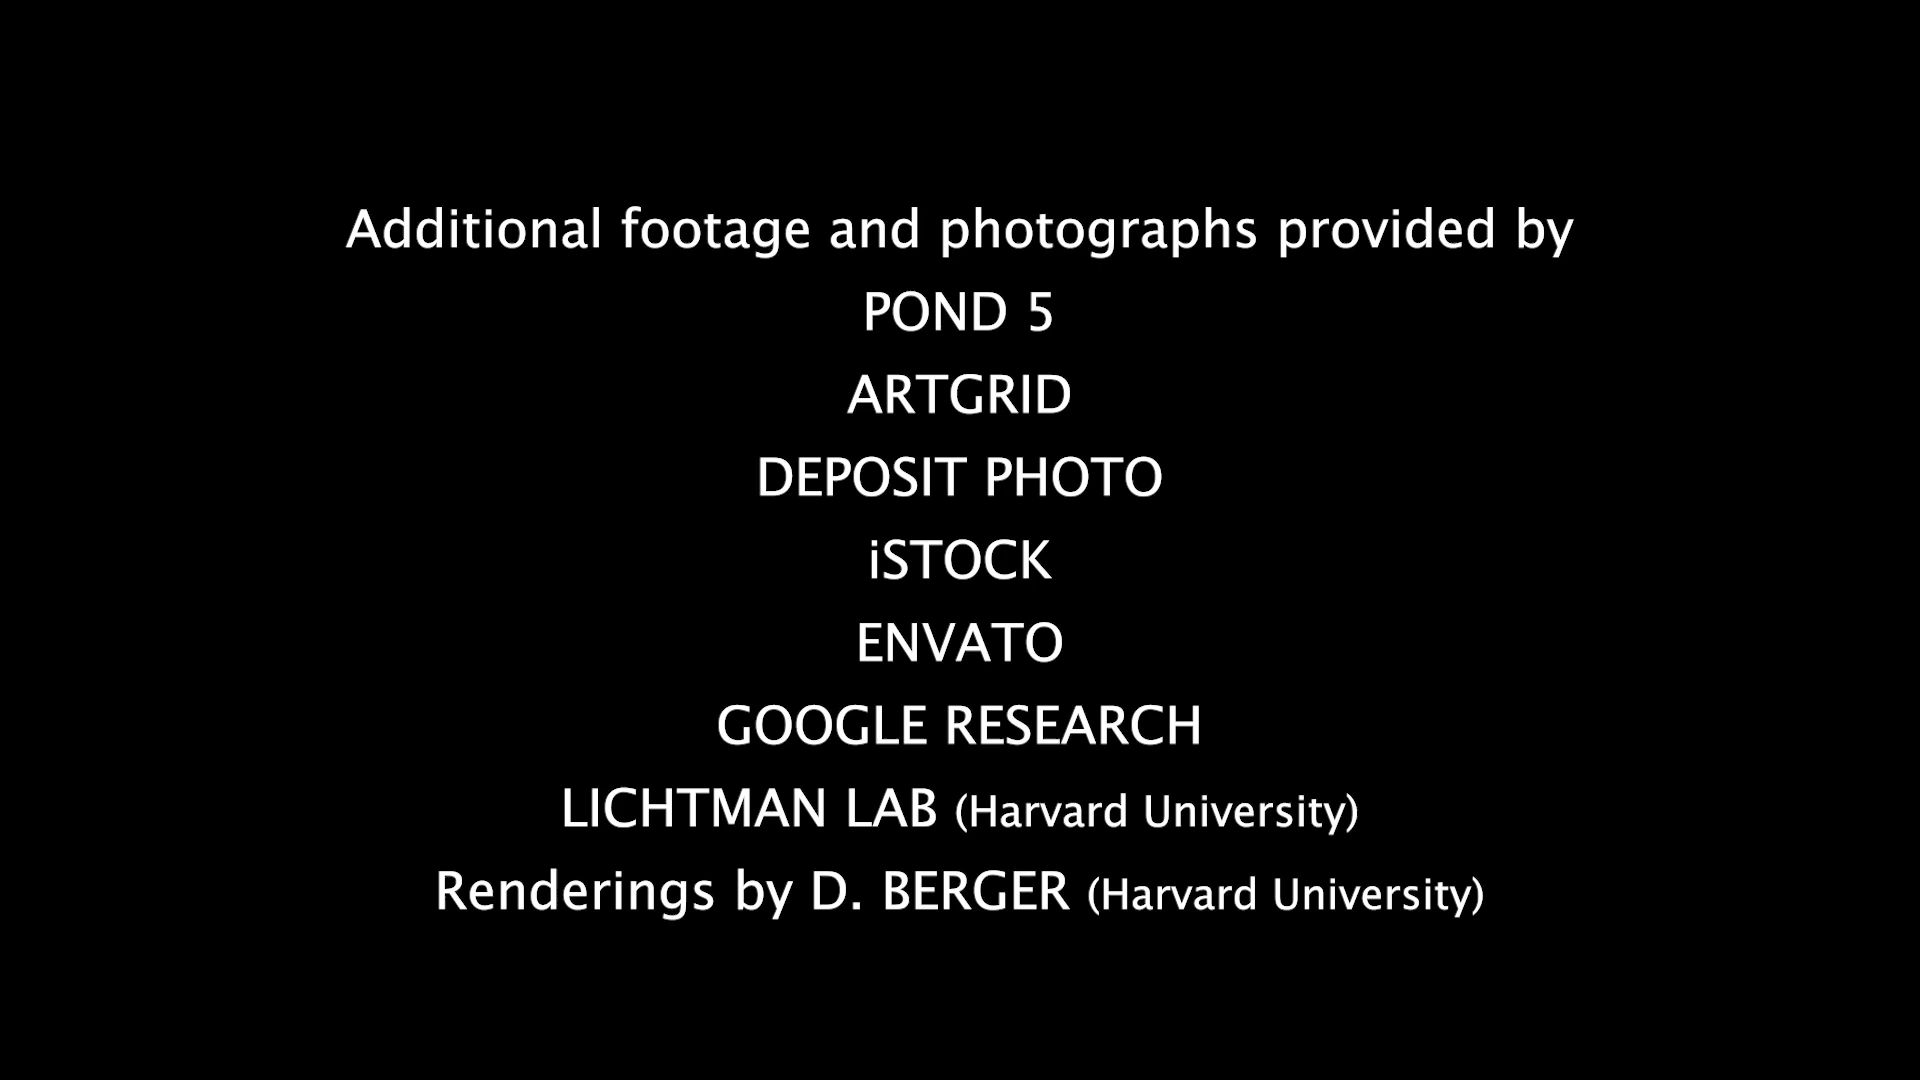 Additional footage and photographs provided by
POND 5
ARTGRID
DEPOSIT PHOTO
iSTOCK
ENVATO
GOOGLE RESEARCH
LICHTMAN LAB (Harvard University)
Renderings by D. BERGER (Harvard University)